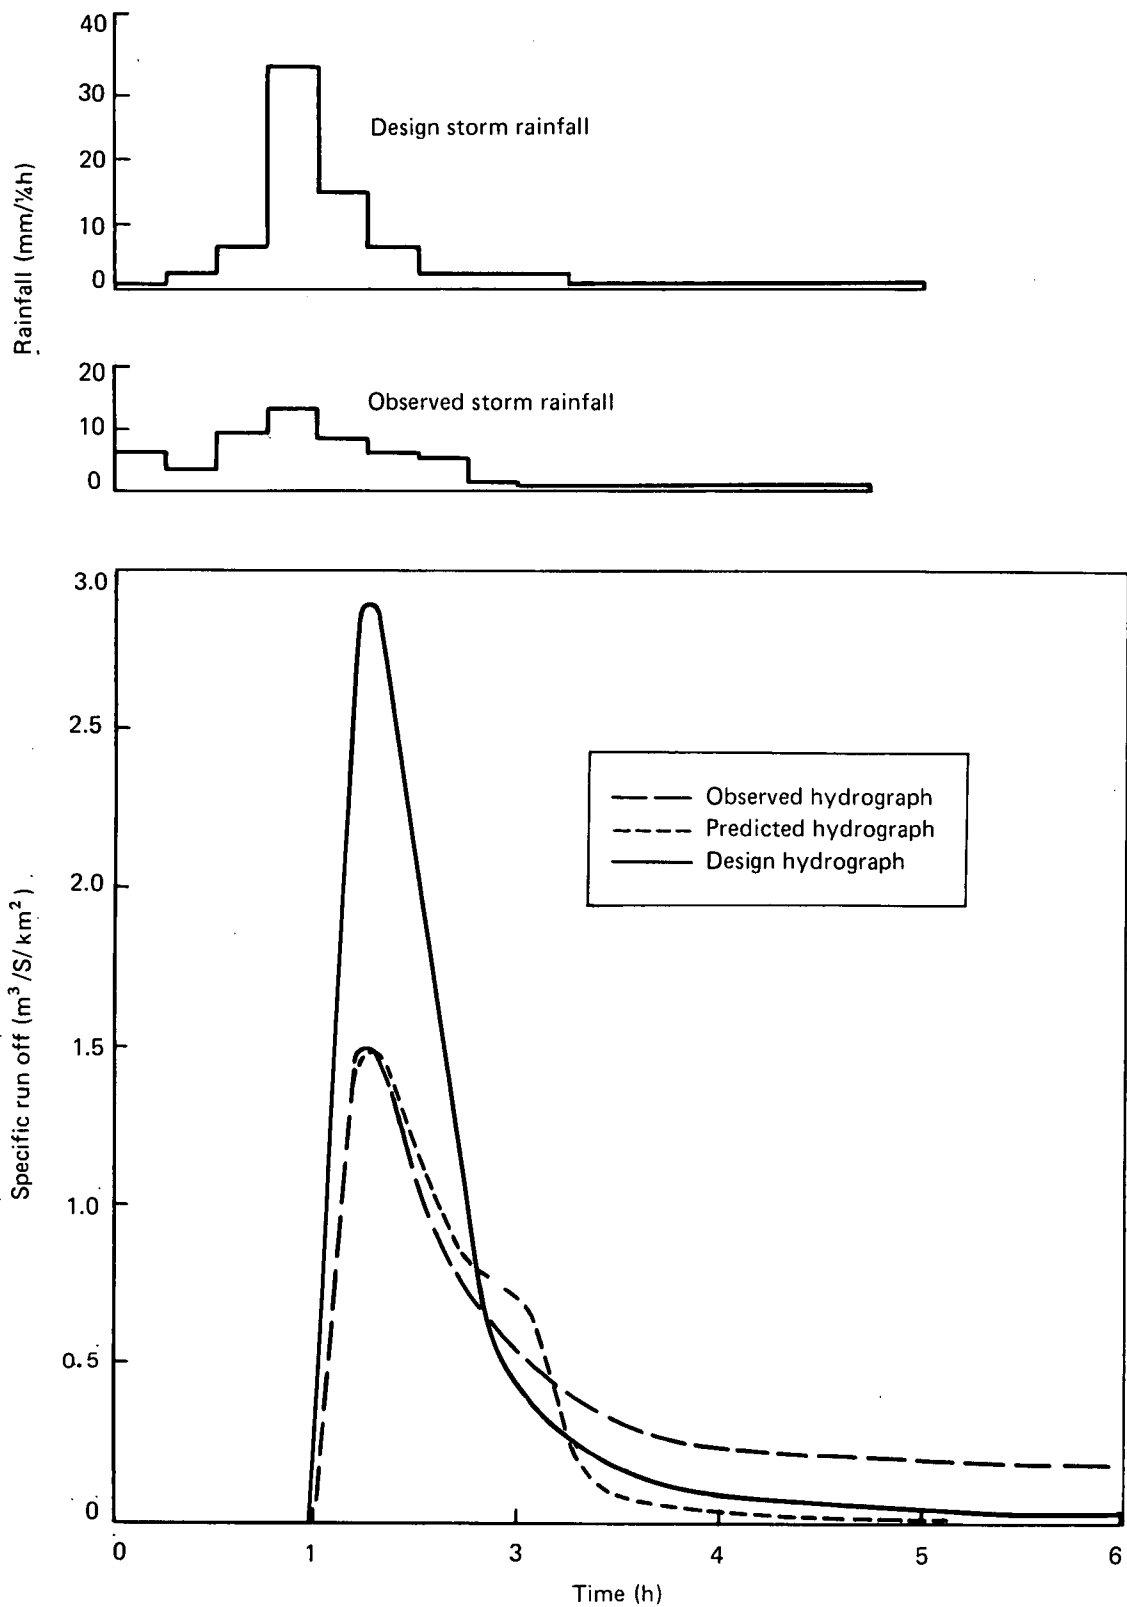 40
30
20
10
0
Rainfall (mm/¼h)
Design storm rainfall
20
10
0
Observed storm rainfall
3.0
2.5
2.0
1.5
1.0
0.5
0
Specific run off (m³/S/km²)
Observed hydrograph
Predicted hydrograph
Design hydrograph
0 1 3 4 5 6
Time (h)